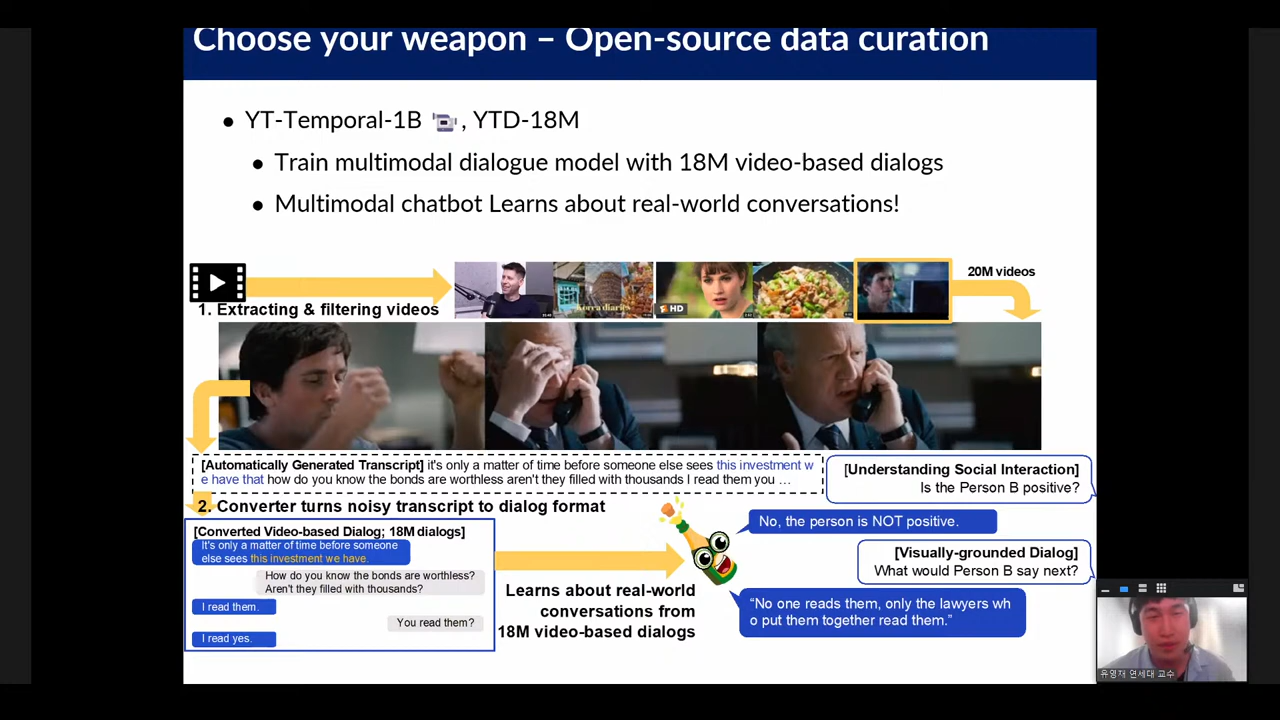 Choose your weapon – Open-source data curation
YT-Temporal-1B , YTD-18M
Train multimodal dialogue model with 18M video-based dialogs
Multimodal chatbot Learns about real-world conversations!
1. Extracting & filtering videos
Korea diaries
HD
20M videos
[Automatically Generated Transcript] it's only a matter of time before someone else sees this investment w
e have that how do you know the bonds are worthless aren't they filled with thousands I read them you …
2. Converter turns noisy transcript to dialog format
[Converted Video-based Dialog; 18M dialogs]
It's only a matter of time before someone
else sees this investment we have.
How do you know the bonds are worthless?
Aren't they filled with thousands?
I read them.
You read them?
I read yes.
Learns about real-world
conversations from
18M video-based dialogs
[Understanding Social Interaction]
Is the Person B positive?
No, the person is NOT positive.
[Visually-grounded Dialog]
What would Person B say next?
“No one reads them, only the lawyers wh
o put them together read them.”
유영재 연세대 교수